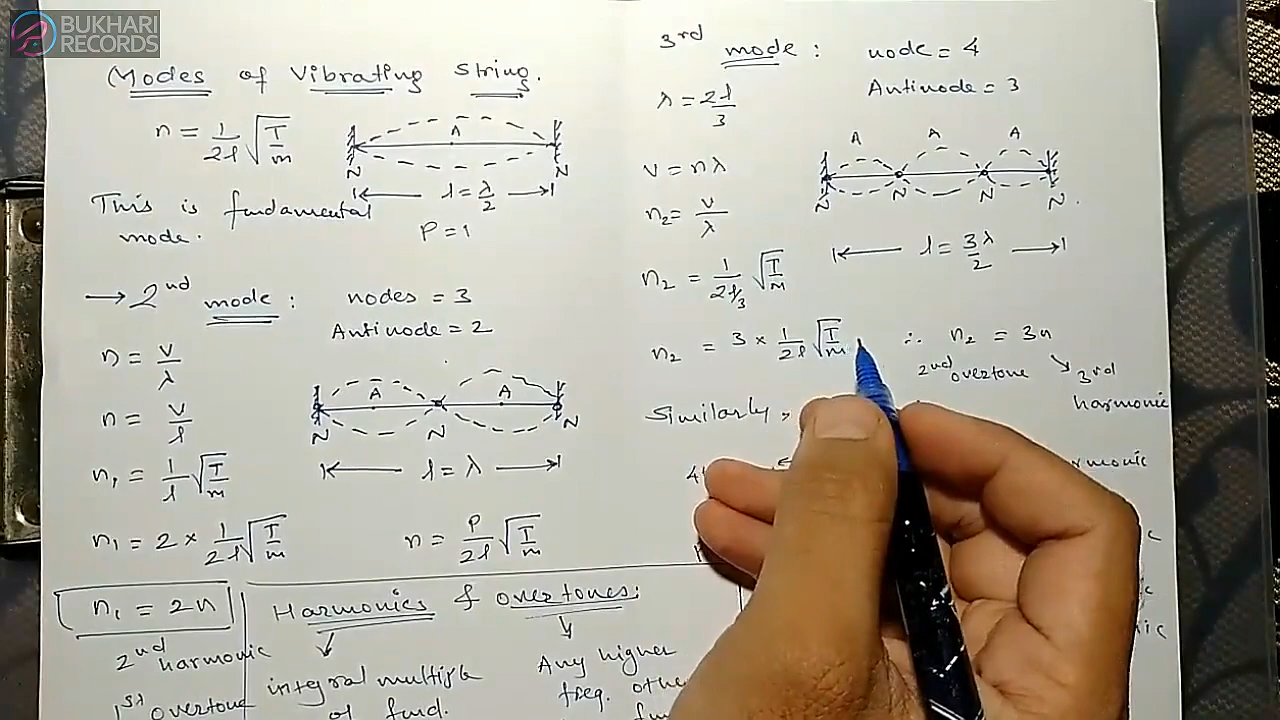 BUKHARI
RECORDS
Modes of Vibrating String.
n = 1/2l √T/m
A
N N
l = λ/2
This is fundamental
mode.
P = 1
→ 2nd mode : nodes = 3
Antinode = 2
n = v/λ
n = v/l
n₁ = 1/l √T/m
n₁ = 2 × 1/2l √T/m
A A
N N N
l = λ
n = P/2l √T/m
n₁ = 2n
2nd harmonic
1st overtone
Harmonics & overtones:
integral multiple
of fund.
Any higher
freq. othe
3rd mode : node = 4
Antinode = 3
λ = 2l/3
v = nλ
n₂ = v/λ
n₂ = 1/2l/3 √T/m
n₂ = 3 × 1/2l √T/m
A A A
N N N N
l = 3λ/2
∴ n₂ = 3n
2nd overtone
3rd
harmonic
Similarly,
rmonic